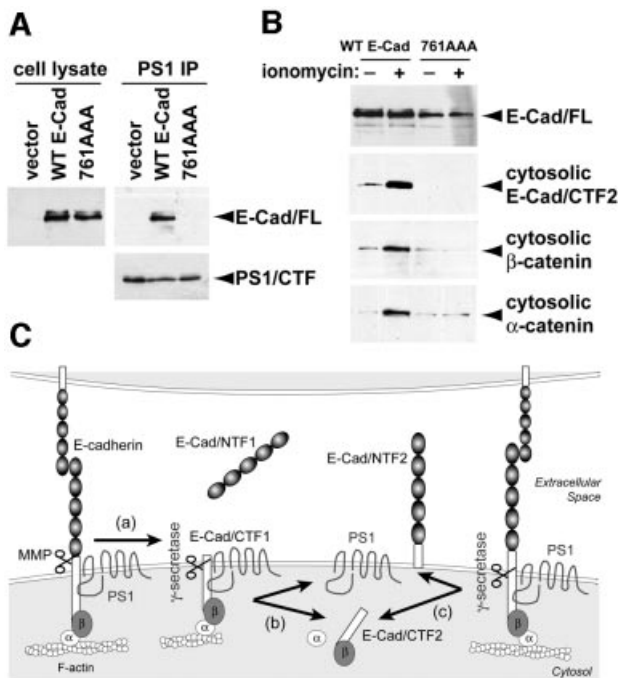 A
cell lysate
PS1 IP
vector
WT E-Cad
761AAA
vector
WT E-Cad
761AAA
E-Cad/FL
PS1/CTF
B
WT E-Cad 761AAA
ionomycin: – + – +
E-Cad/FL
cytosolic
E-Cad/CTF2
cytosolic
β-catenin
cytosolic
α-catenin
C
E-cadherin
E-Cad/NTF1
E-Cad/NTF2
Extracellular
Space
(a)
MMP
γ-secretase
E-Cad/CTF1
PS1
γ-secretase
PS1
PS1
β
α
F-actin
β
α
(b)
α
β
E-Cad/CTF2
(c)
β
α
Cytosol